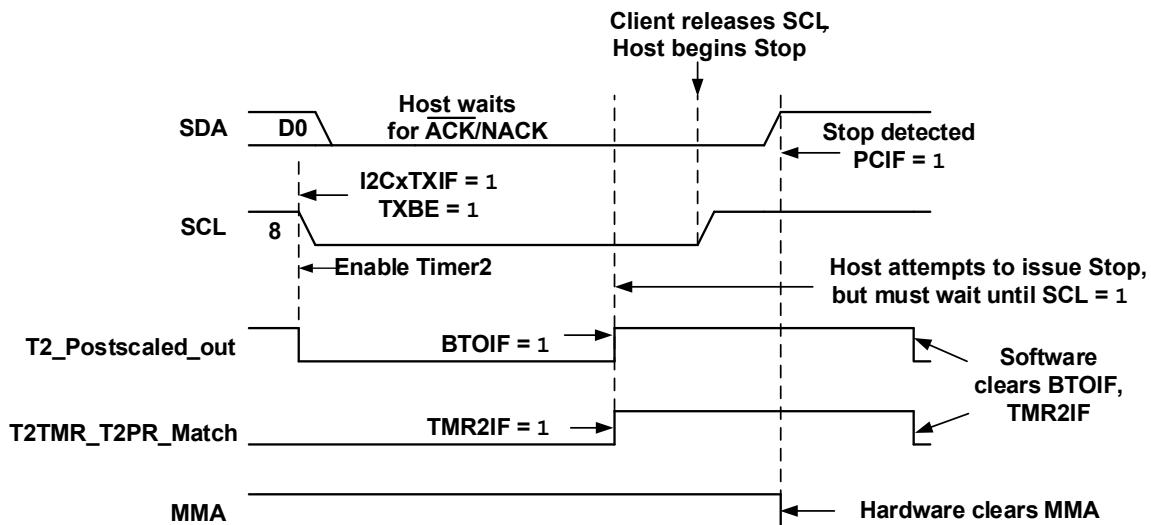 Client releases SCL,
Host begins Stop
SDA
D0
Host waits
for ACK/NACK
Stop detected
PCIF = 1
I2CxTXIF = 1
TXBE = 1
SCL
8
Enable Timer2
Host attempts to issue Stop,
but must wait until SCL = 1
T2_Postscaled_out
BTOIF = 1
Software
clears BTOIF,
TMR2IF
T2TMR_T2PR_Match
TMR2IF = 1
MMA
Hardware clears MMA